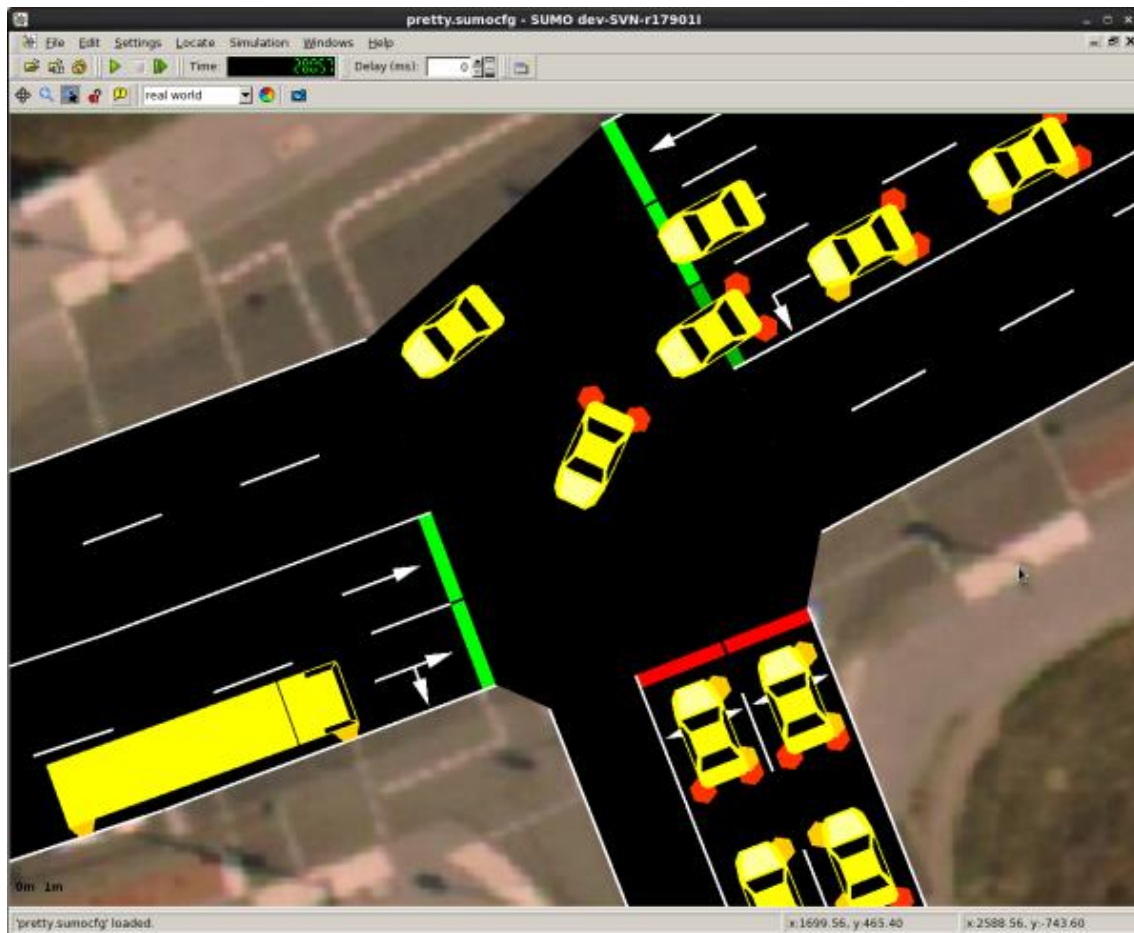 pretty.sumocfg - SUMO dev-SVN-r17901I
File Edit Settings Locate Simulation Windows Help
Time: 28057 Delay (ms): 0
real world
0m 1m
'pretty.sumocfg' loaded. x:1699.56, y:465.40 x:2588.56, y:-743.60